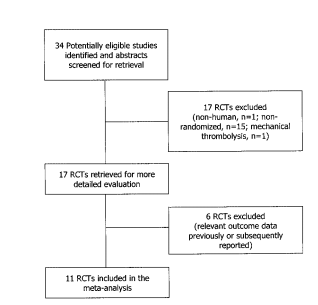 34 Potentially eligible studies
identified and abstracts
screened for retrieval
17 RCTs excluded
(non-human, n=1; non-
randomized, n=15; mechanical
thrombolysis, n=1)
17 RCTs retrieved for more
detailed evaluation
6 RCTs excluded
(relevant outcome data
previously or subsequently
reported)
11 RCTs included in the
meta-analysis